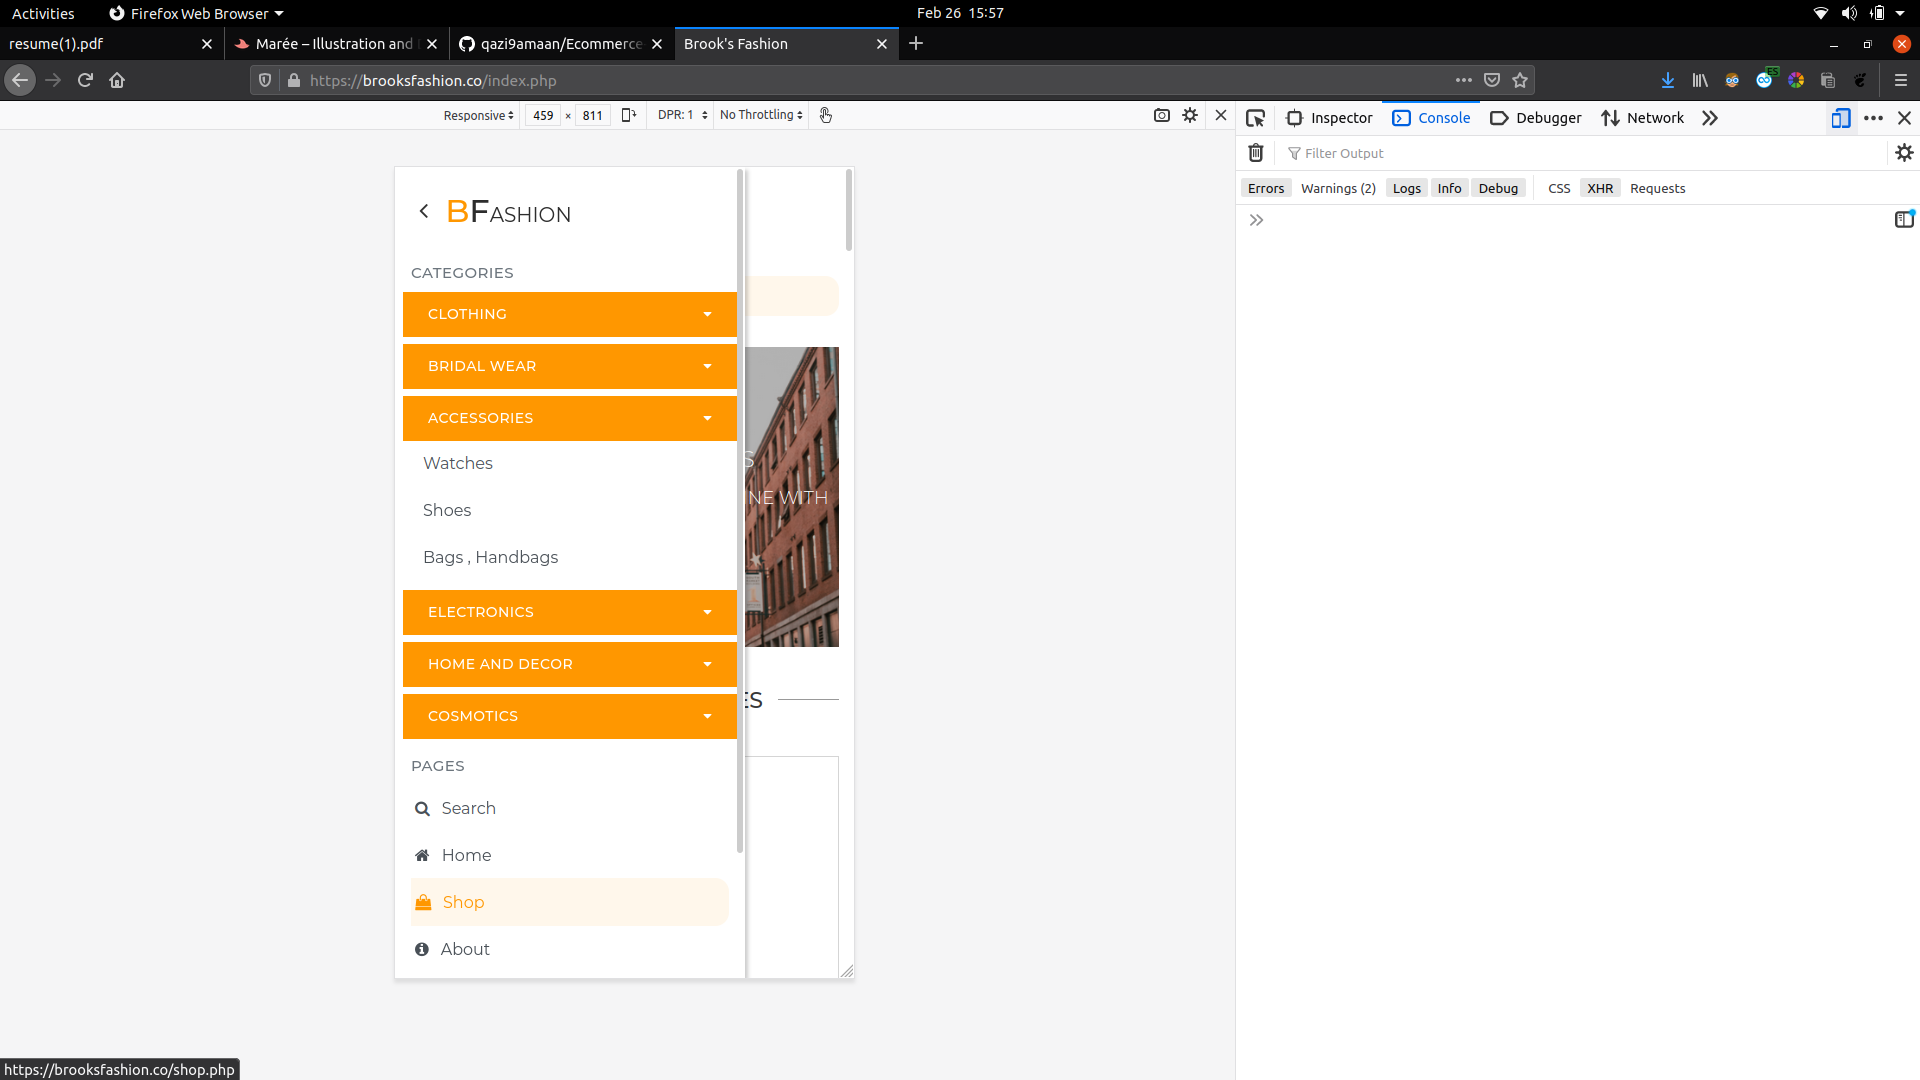 Activities
Firefox Web Browser
Feb 26 15:57
resume(1).pdf
Marée – Illustration and
qazi9amaan/Ecommerce
Brook's Fashion
https://brooksfashion.co/index.php
Responsive
459 × 811
DPR: 1
No Throttling
Inspector
Console
Debugger
Network
Filter Output
Errors
Warnings (2)
Logs
Info
Debug
CSS
XHR
Requests
BFASHION
CATEGORIES
CLOTHING
BRIDAL WEAR
ACCESSORIES
Watches
Shoes
Bags , Handbags
ELECTRONICS
HOME AND DECOR
COSMOTICS
PAGES
Search
Home
Shop
About
S
NE WITH
ES
https://brooksfashion.co/shop.php